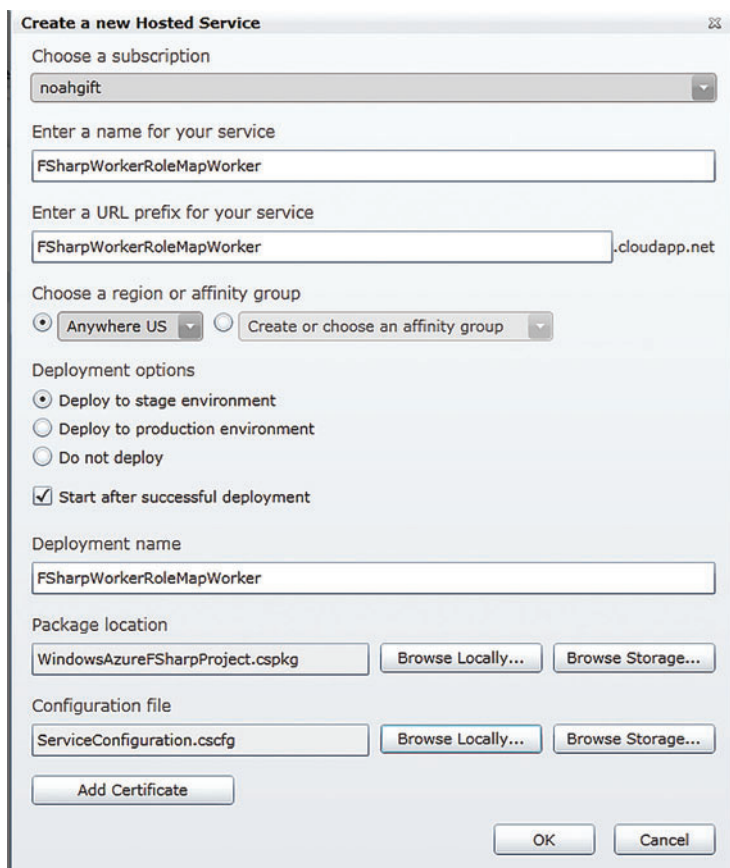 Create a new Hosted Service
Choose a subscription
noahgift
Enter a name for your service
FSharpWorkerRoleMapWorker
Enter a URL prefix for your service
FSharpWorkerRoleMapWorker .cloudapp.net
Choose a region or affinity group
Anywhere US Create or choose an affinity group
Deployment options
Deploy to stage environment
Deploy to production environment
Do not deploy
Start after successful deployment
Deployment name
FSharpWorkerRoleMapWorker
Package location
WindowsAzureFSharpProject.cspkg Browse Locally... Browse Storage...
Configuration file
ServiceConfiguration.cscfg Browse Locally... Browse Storage...
Add Certificate
OK Cancel